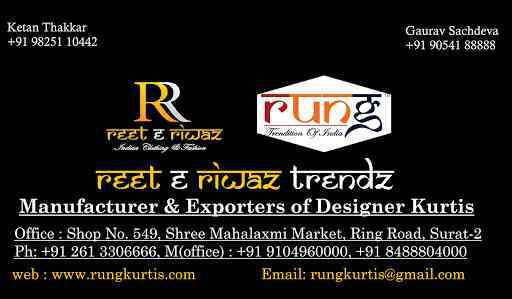 Ketan Thakkar
+91 98251 10442
Gaurav Sachdeva
+91 90541 88888
RR
reet e riwaz
Indian Clothing & Fashion
rung
Trendition Of India
reet e riwaz trendz
Manufacturer & Exporters of Designer Kurtis
Office : Shop No. 549, Shree Mahalaxmi Market, Ring Road, Surat-2
Ph: +91 261 3306666, M(office) : +91 9104960000, +91 8488804000
web : www.rungkurtis.com Email: rungkurtis@gmail.com